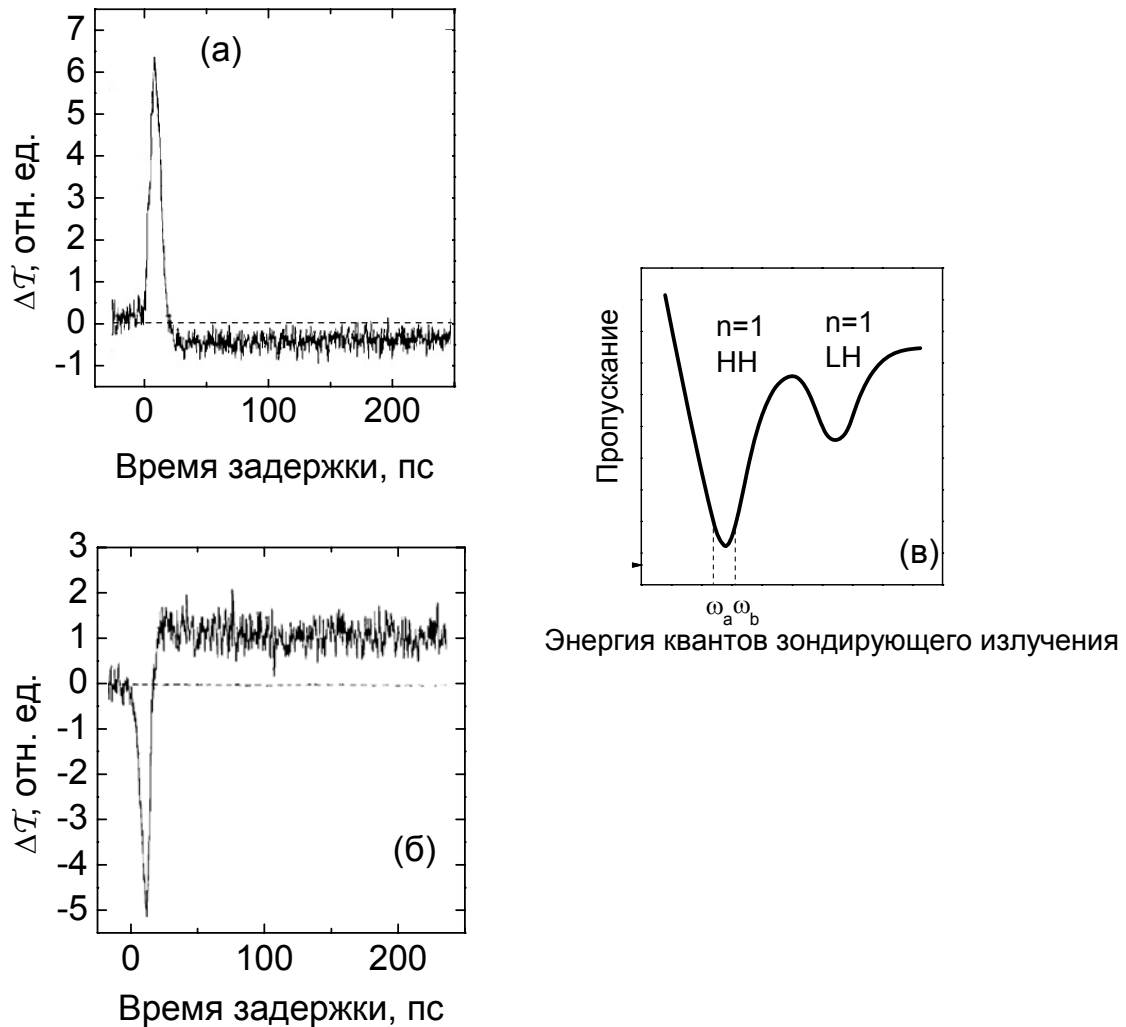 (а)
7
6
5
4
3
2
1
0
-1
ΔT, отн. ед.
0 100 200
Время задержки, пс
n=1 n=1
HH LH
Пропускание
(в)
ωa ωb
Энергия квантов зондирующего излучения
3
2
1
0
-1
-2
-3
-4
-5
ΔT, отн. ед.
(б)
0 100 200
Время задержки, пс